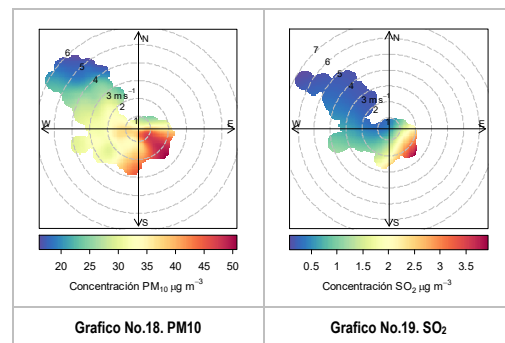 N
6
5
4
3 m s⁻¹
2
1
W
E
S
20 25 30 35 40 45 50
Concentración PM₁₀ µg m⁻³
Grafico No.18. PM10
N
7
6
5
4
3 m s⁻¹
2
W
E
S
0.5 1 1.5 2 2.5 3 3.5
Concentración SO₂ µg m⁻³
Grafico No.19. SO₂